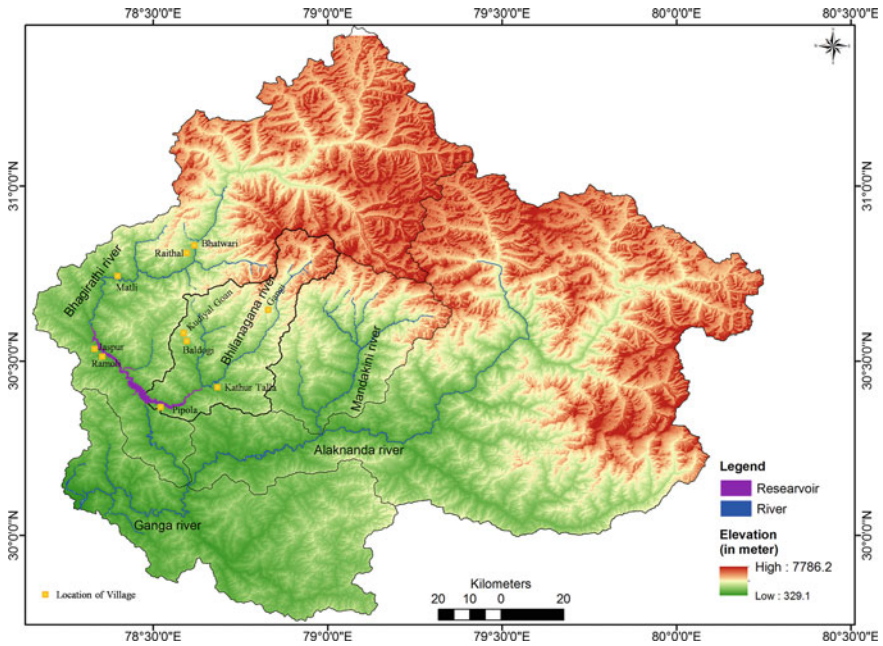 78°30'0"E 79°0'0"E 79°30'0"E 80°0'0"E 80°30'0"E
31°0'0"N
31°0'0"N
30°30'0"N
30°30'0"N
30°0'0"N
30°0'0"N
Bhatwari
Raithal
Bhagirathi river
Matli
Gangi
Goan
Bhilanagana river
Baldogi
Ramoli
Kathur Talla
Pipola
Mandakini river
Alaknanda river
Ganga river
Legend
Researvoir
River
Elevation
(in meter)
High : 7786.2
Low : 329.1
Kilometers
20 10 0 20
Location of Village
78°30'0"E 79°0'0"E 79°30'0"E 80°0'0"E 80°30'0"E